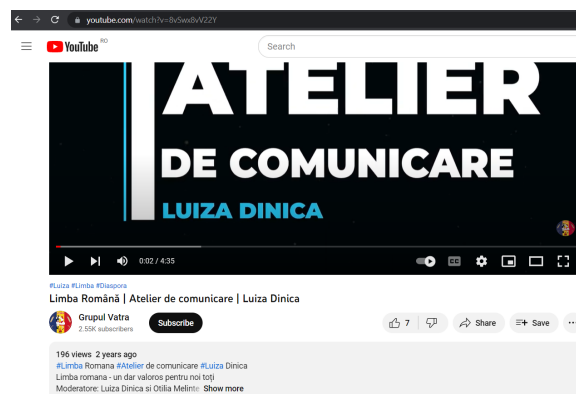 youtube.com/watch?v=8vSwx8vV22Y
YouTube RO
Search
ATELIER
DE COMUNICARE
LUIZA DINICA
0:02 / 4:35
CC
#Luiza #Limba #Diaspora
Limba Română | Atelier de comunicare | Luiza Dinica
Grupul Vatra
2.55K subscribers
Subscribe
7
Share
Save
196 views 2 years ago
#Limba Romana #Atelier de comunicare #Luiza Dinica
Limba romana - un dar valoros pentru noi toți
Moderatore: Luiza Dinica si Otilia Melinte Show more